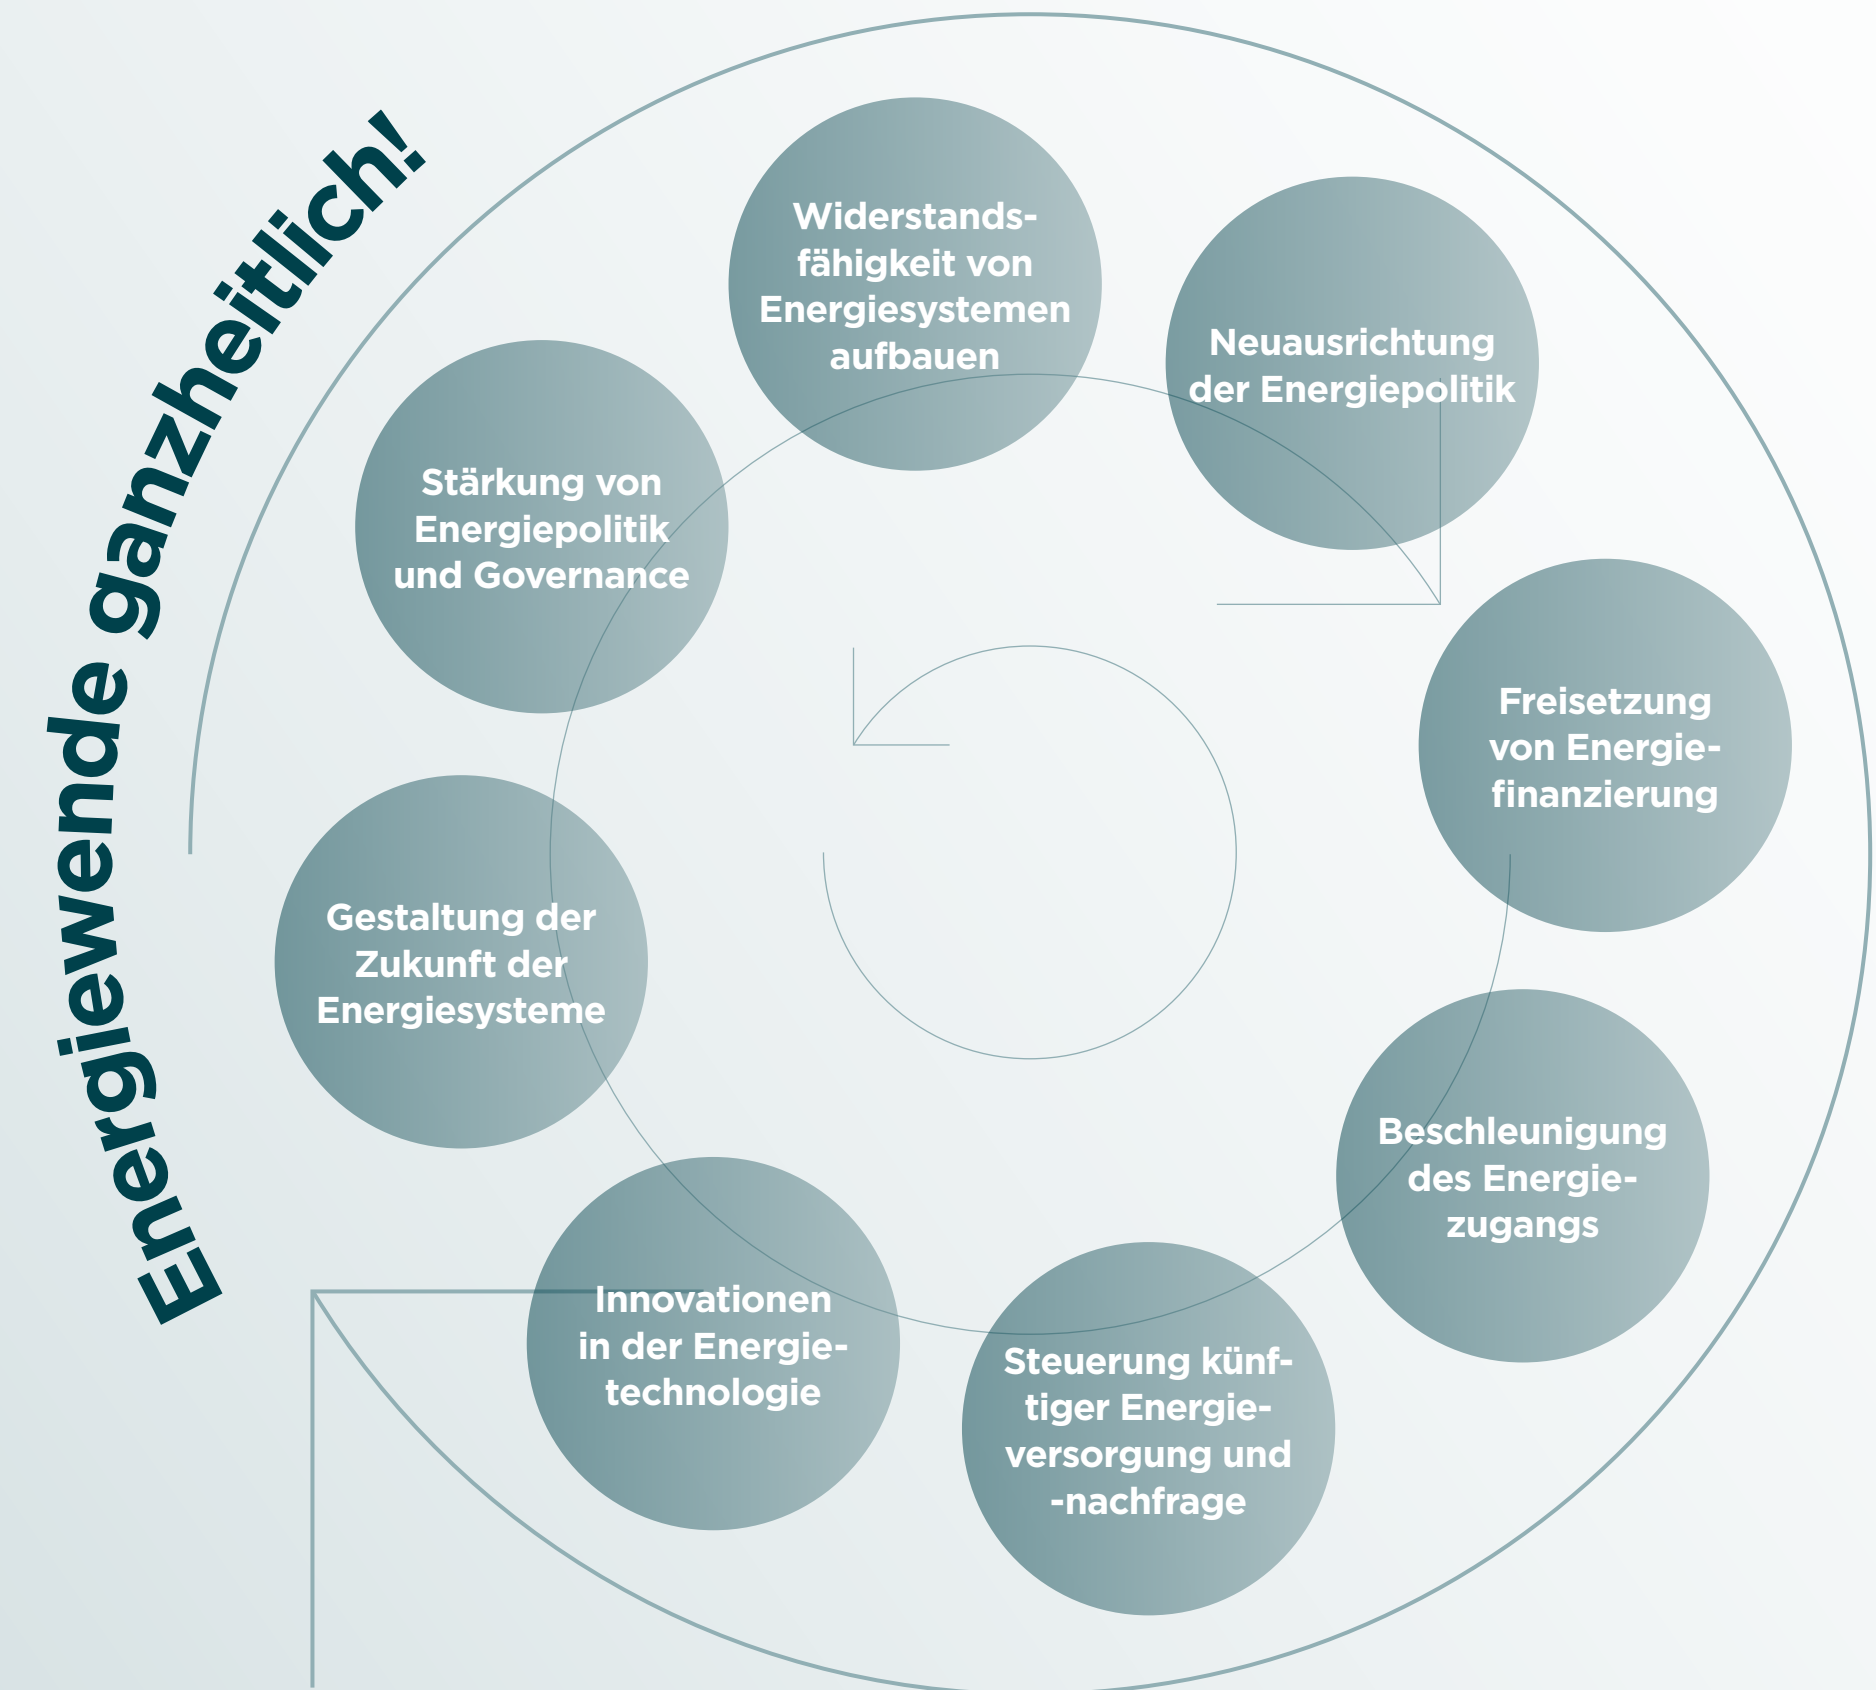 Energiewende ganzheitlich!
Widerstands-
fähigkeit von
Energiesystemen
aufbauen
Neuausrichtung
der Energiepolitik
Freisetzung
von Energie-
finanzierung
Beschleunigung
des Energie-
zugangs
Steuerung künf-
tiger Energie-
versorgung und
-nachfrage
Innovationen
in der Energie-
technologie
Gestaltung der
Zukunft der
Energiesysteme
Stärkung von
Energiepolitik
und Governance